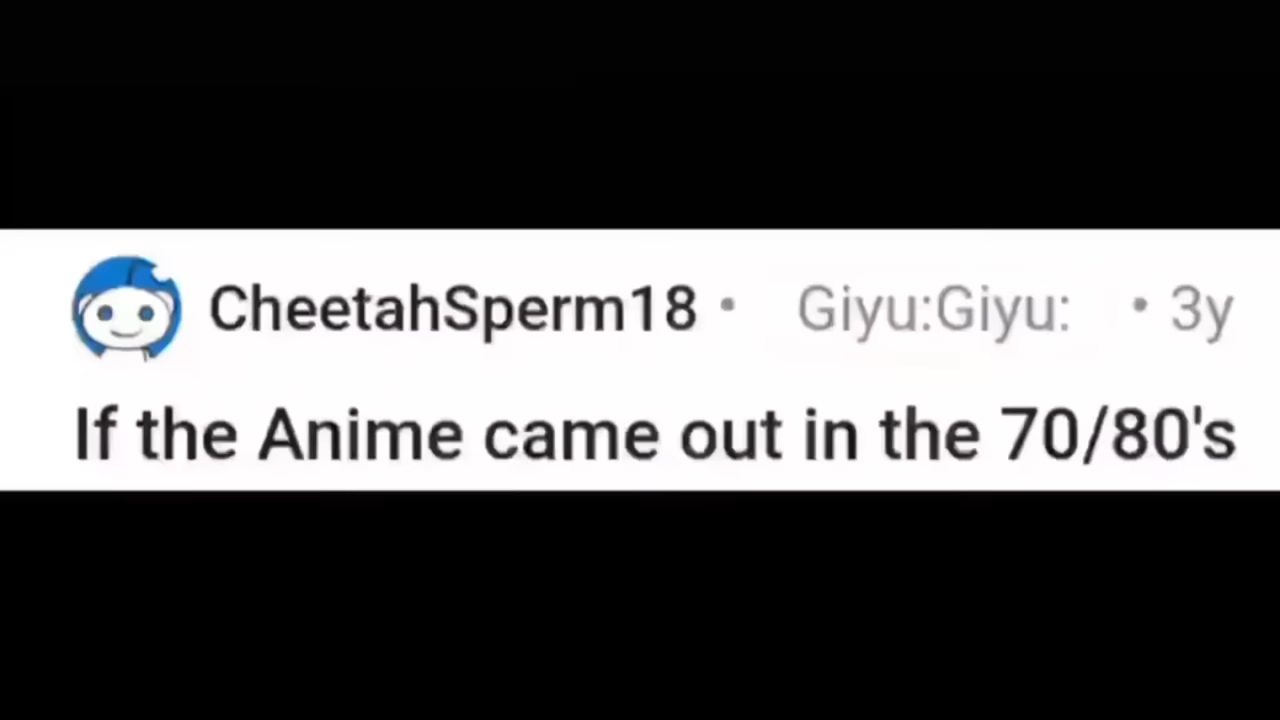 CheetahSperm18 • Giyu:Giyu: • 3y
If the Anime came out in the 70/80's